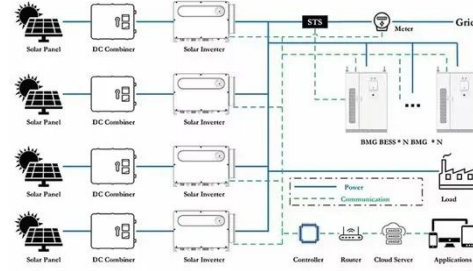 STS
Meter
Grid
Solar Panel
DC Combiner
Solar Inverter
Solar Panel
DC Combiner
Solar Inverter
BMG BESS * N BMG * N
Solar Panel
DC Combiner
Solar Inverter
Power
Communication
Load
Solar Panel
DC Combiner
Solar Inverter
Controller
Router
Cloud Server
Applications